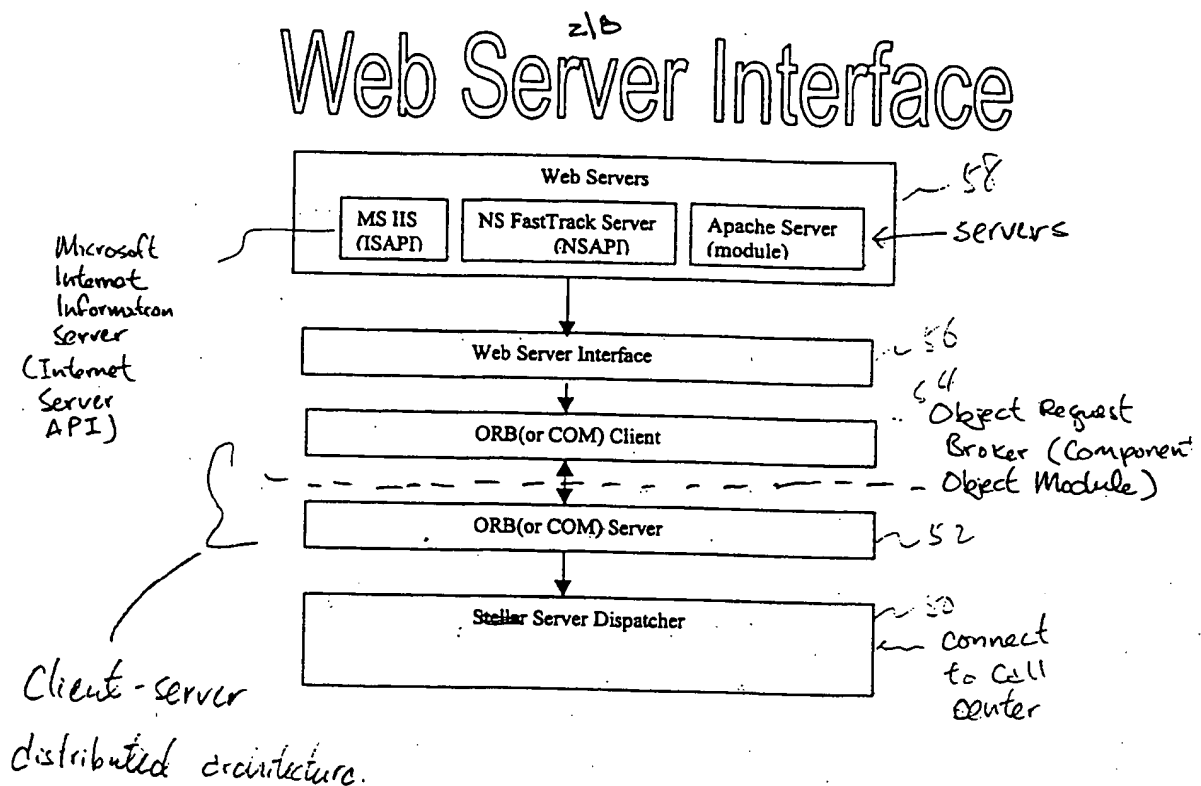 2/8
Web Server Interface
Web Servers
58
MS IIS
(ISAPI)
NS FastTrack Server
(NSAPI)
Apache Server
(module)
servers
Microsoft
Internet
Information
Server
(Internet
Server
API)
Web Server Interface
56
54
ORB(or COM) Client
Object Request
Broker (Component
Object Module)
ORB(or COM) Server
52
Stellar Server Dispatcher
50
connect
to call
center
Client-server
distributed architecture.